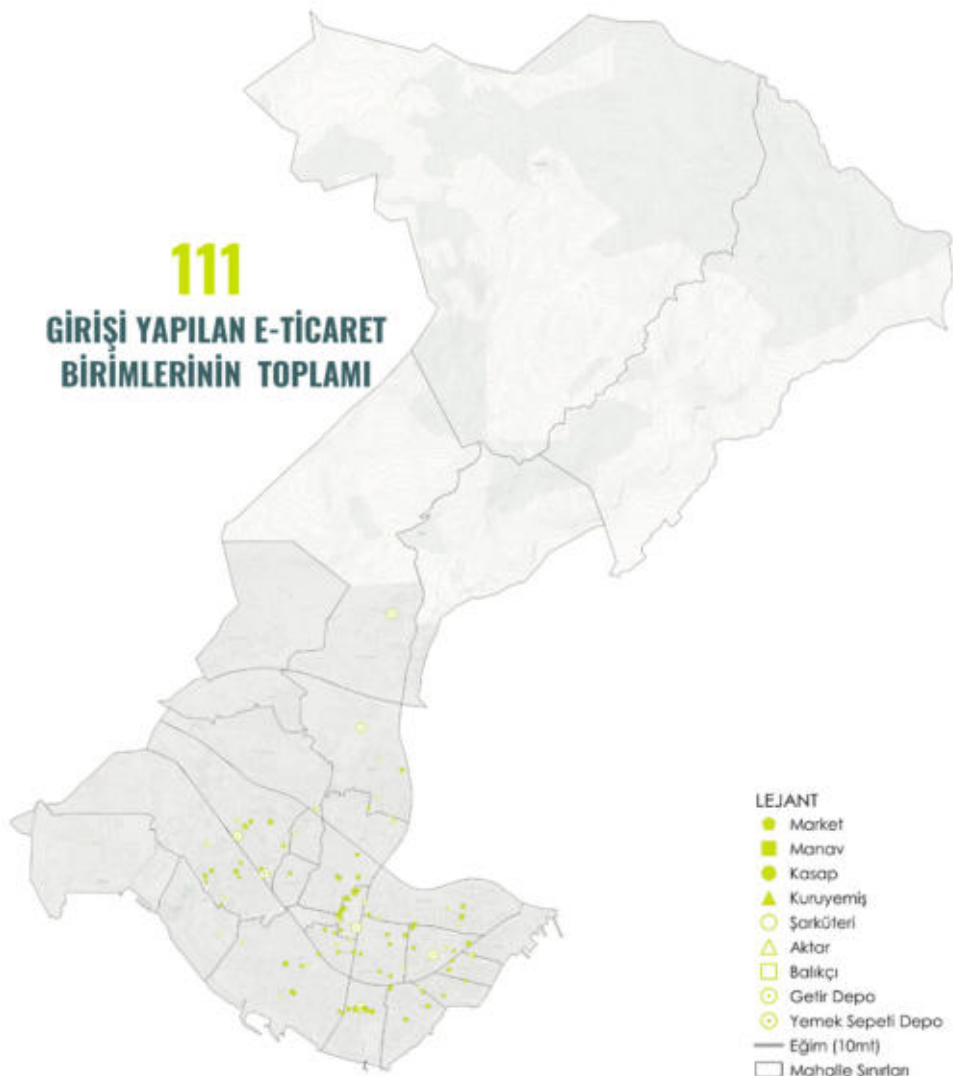 111
GİRİŞİ YAPILAN E-TİCARET
BİRİMLERİNİN TOPLAMI
LEJANT
Market
Manav
Kasap
Kuruyemiş
Şarküteri
Aktar
Balıkçı
Getir Depo
Yemek Sepeti Depo
Eğim (10mt)
Mahalle Sınırları